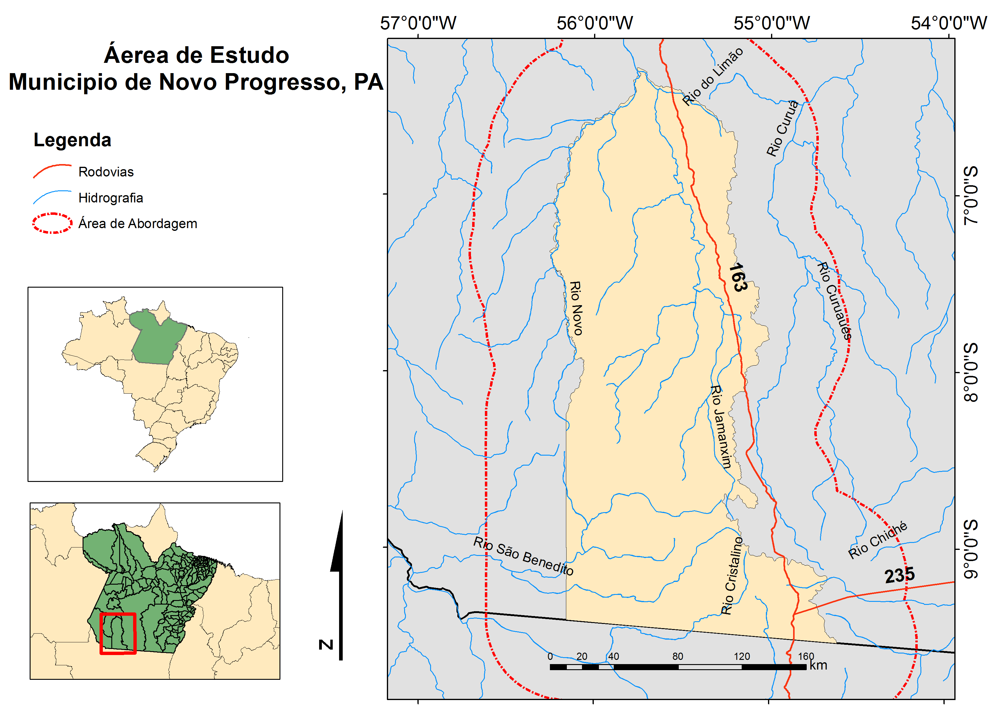 Áerea de Estudo
Municipio de Novo Progresso, PA
Legenda
Rodovias
Hidrografia
Área de Abordagem
N
57°0'0"W
56°0'0"W
55°0'0"W
54°0'0"W
7°0'0"S
8°0'0"S
9°0'0"S
Rio do Limão
Rio Curuá
163
Rio Curuaués
Rio Novo
Rio Jamanxim
Rio Chiché
Rio São Benedito
Rio Cristalino
235
0 20 40 80 120 160
km